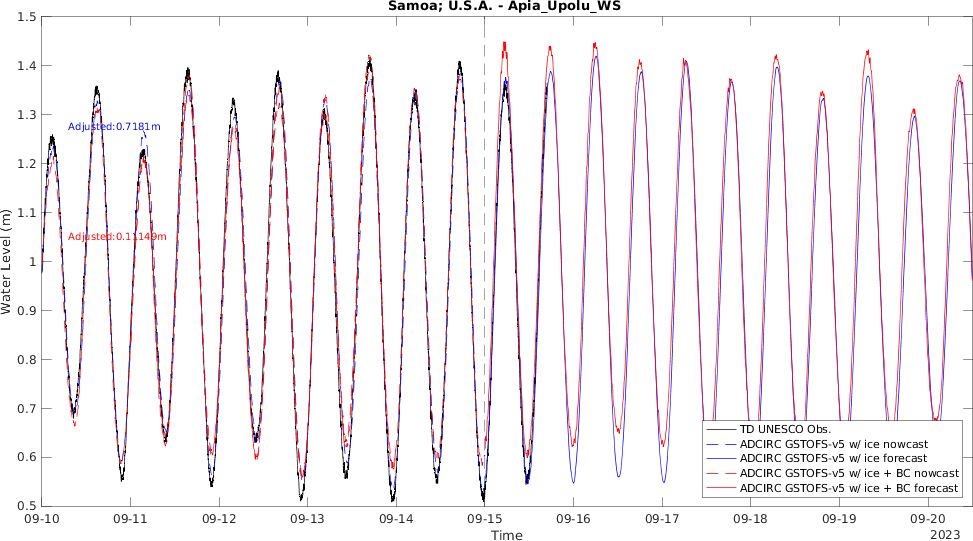 Samoa; U.S.A. - Apia_Upolu_WS
1.5
1.4
1.3
1.2
1.1
1
0.9
0.8
0.7
0.6
0.5
Water Level (m)
Adjusted:0.7181m
Adjusted:0.11149m
TD UNESCO Obs.
ADCIRC GSTOFS-v5 w/ ice nowcast
ADCIRC GSTOFS-v5 w/ ice forecast
ADCIRC GSTOFS-v5 w/ ice + BC nowcast
ADCIRC GSTOFS-v5 w/ ice + BC forecast
09-10 09-11 09-12 09-13 09-14 09-15 09-16 09-17 09-18 09-19 09-20
Time
2023